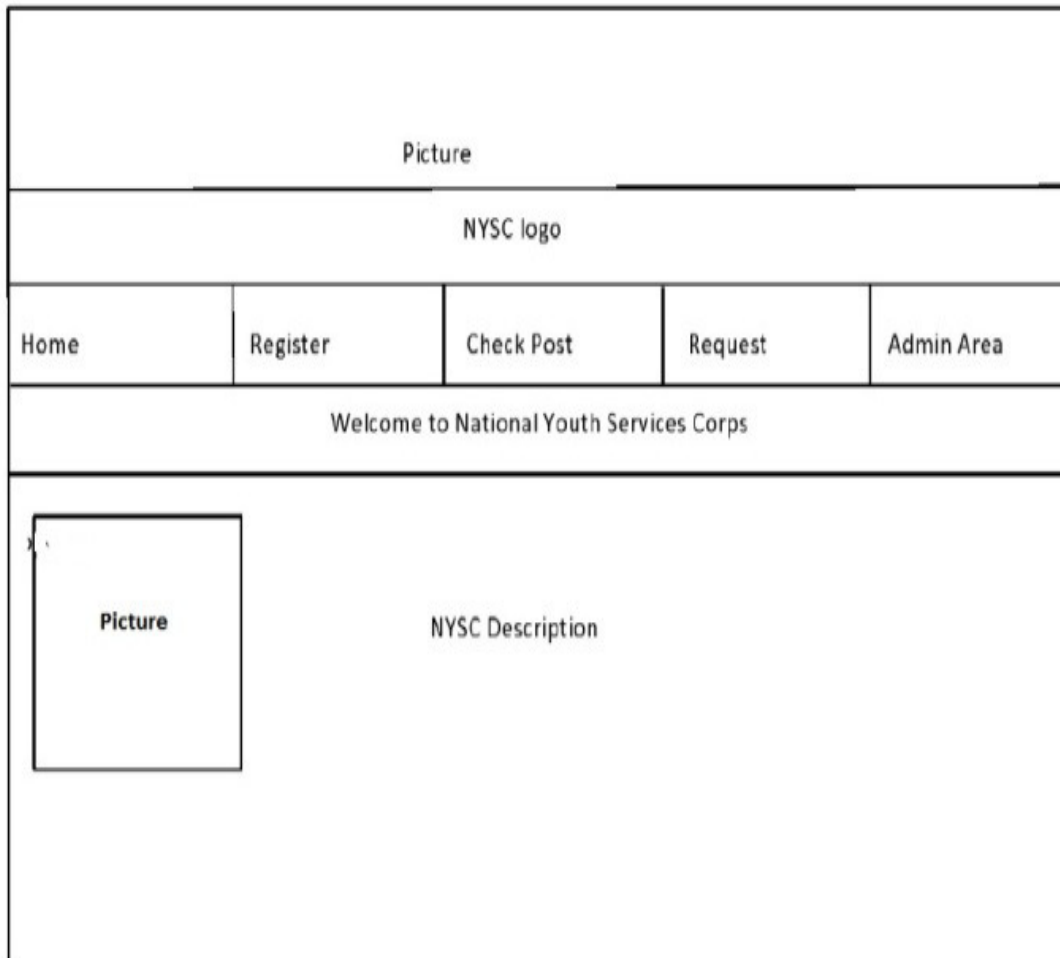 Picture
NYSC logo
Home Register Check Post Request Admin Area
Welcome to National Youth Services Corps
Picture
NYSC Description